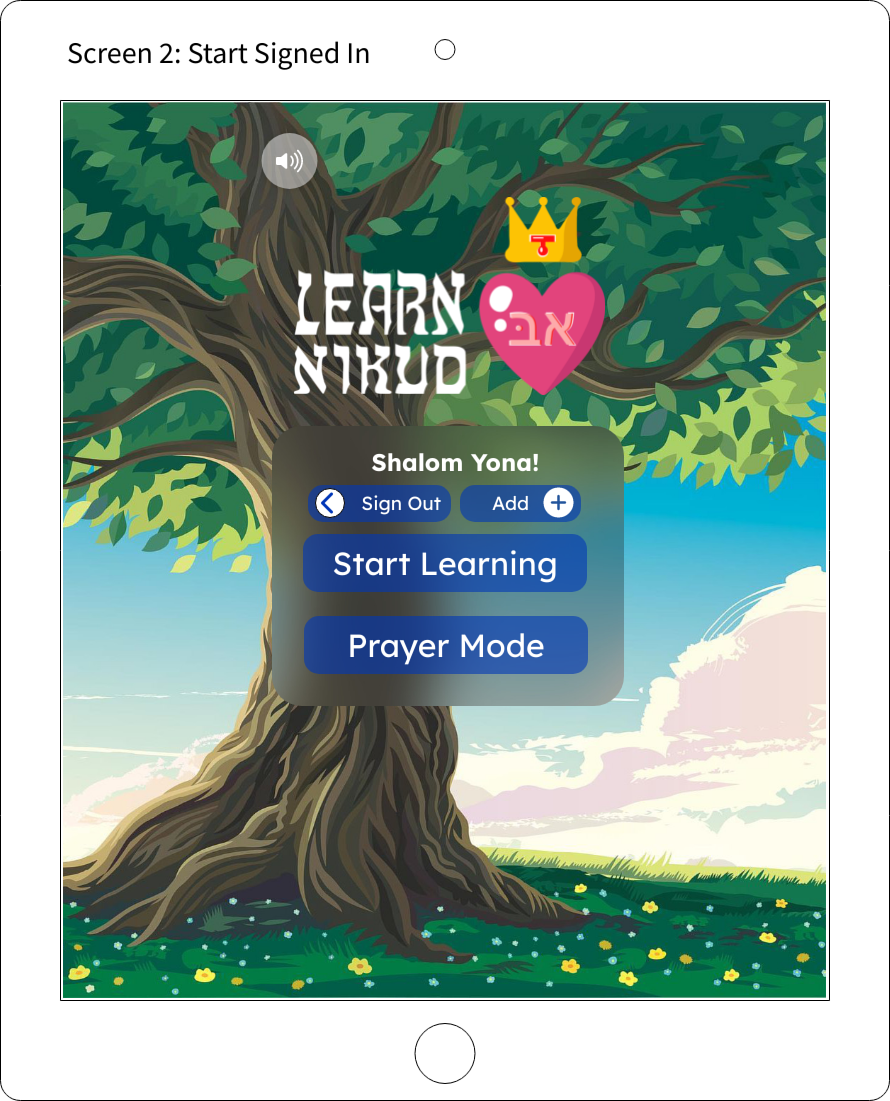 Screen 2: Start Signed In
LEARN
NIKUD
אב
Shalom Yona!
Sign Out
Add
Start Learning
Prayer Mode